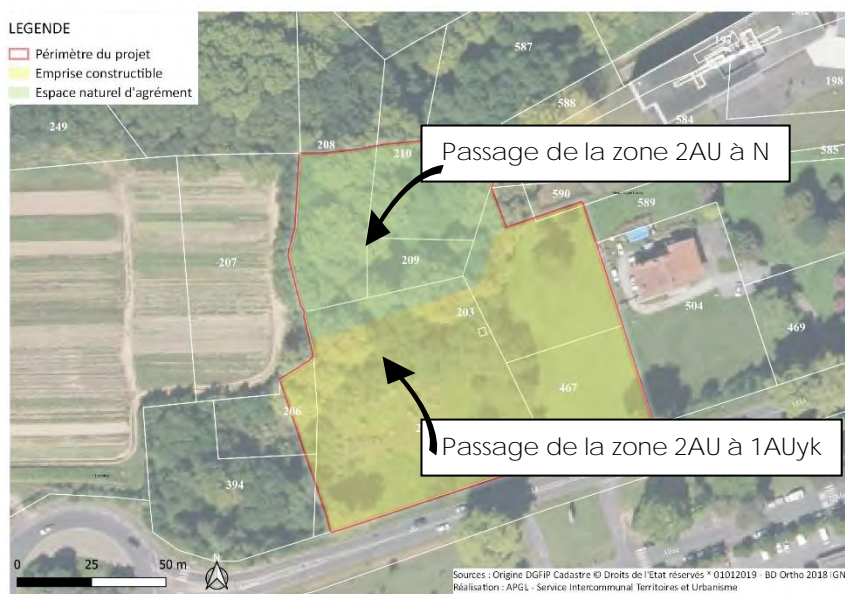 LEGENDE
Périmètre du projet
Emprise constructible
Espace naturel d'agrément
587
197
198
588
584
249
208
210
Passage de la zone 2AU à N
585
590
589
207
209
203
504
469
467
206
Passage de la zone 2AU à 1AUyk
394
N
0 25 50 m
Sources : Origine DGFiP Cadastre © Droits de l'Etat réservés * 01012019 - BD Ortho 2018 IGN
Réalisation : APGL - Service Intercommunal Territoires et Urbanisme